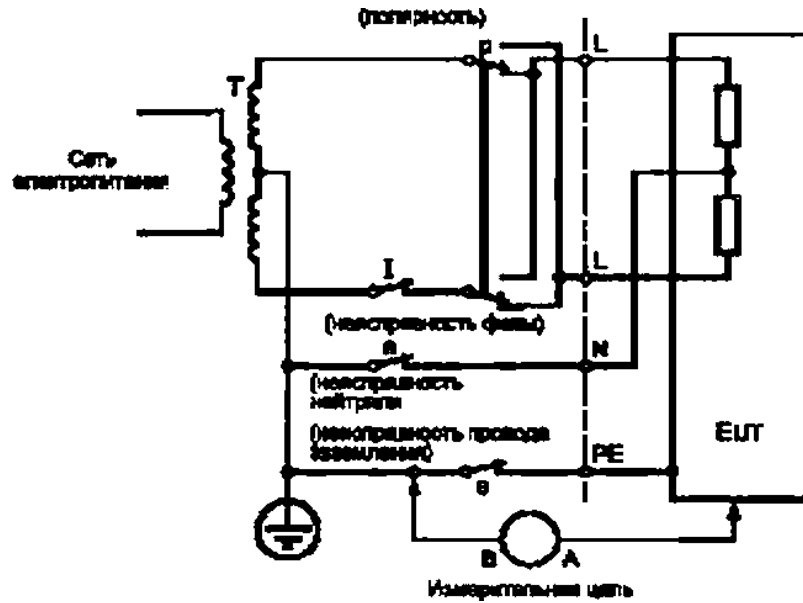 (полярность)
p
L
T
Сеть
электропитания
I
L
(неисправность фазы)
n
N
(неисправность
нейтрали
(неисправность провода
заземления)
PE
EUT
e
B
A
Измерительная цепь